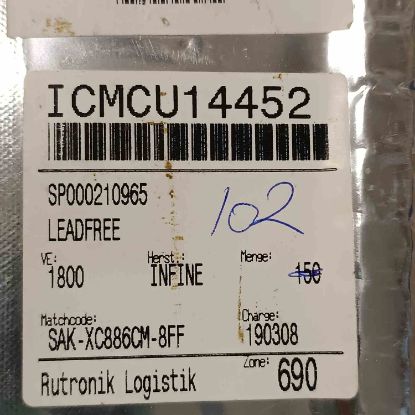 ICMCU14452
SP000210965
LEADFREE
102
VE: Herst.: Menge:
1800 INFINE 150
Matchcode: Charge:
SAK-XC886CM-8FF 190308
Zone: 690
Rutronik Logistik